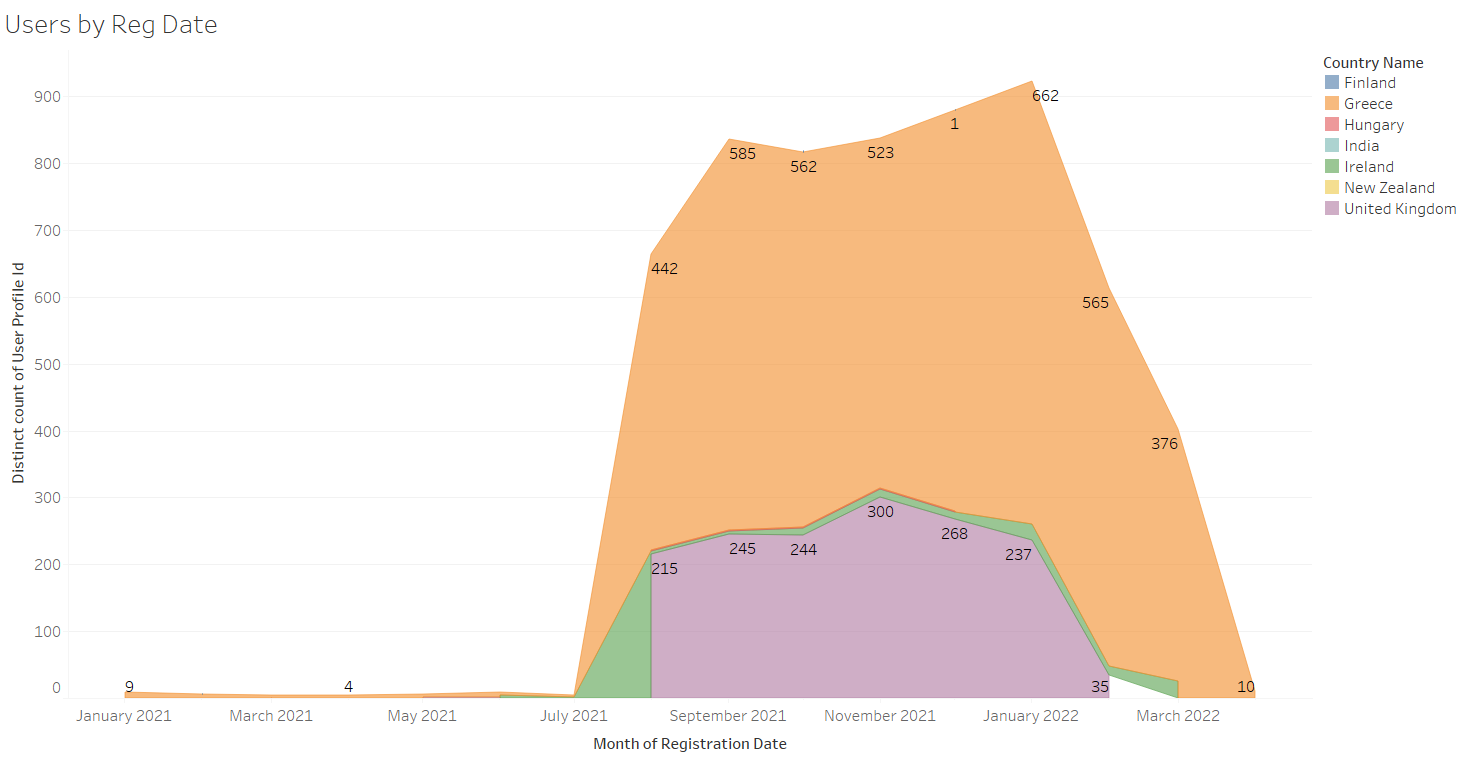 Users by Reg Date
Country Name
Finland
Greece
Hungary
India
Ireland
New Zealand
United Kingdom
Distinct count of User Profile Id
900
800
700
600
500
400
300
200
100
0
9
4
442
585
562
523
1
662
565
376
10
215
245
244
300
268
237
35
January 2021
March 2021
May 2021
July 2021
September 2021
November 2021
January 2022
March 2022
Month of Registration Date